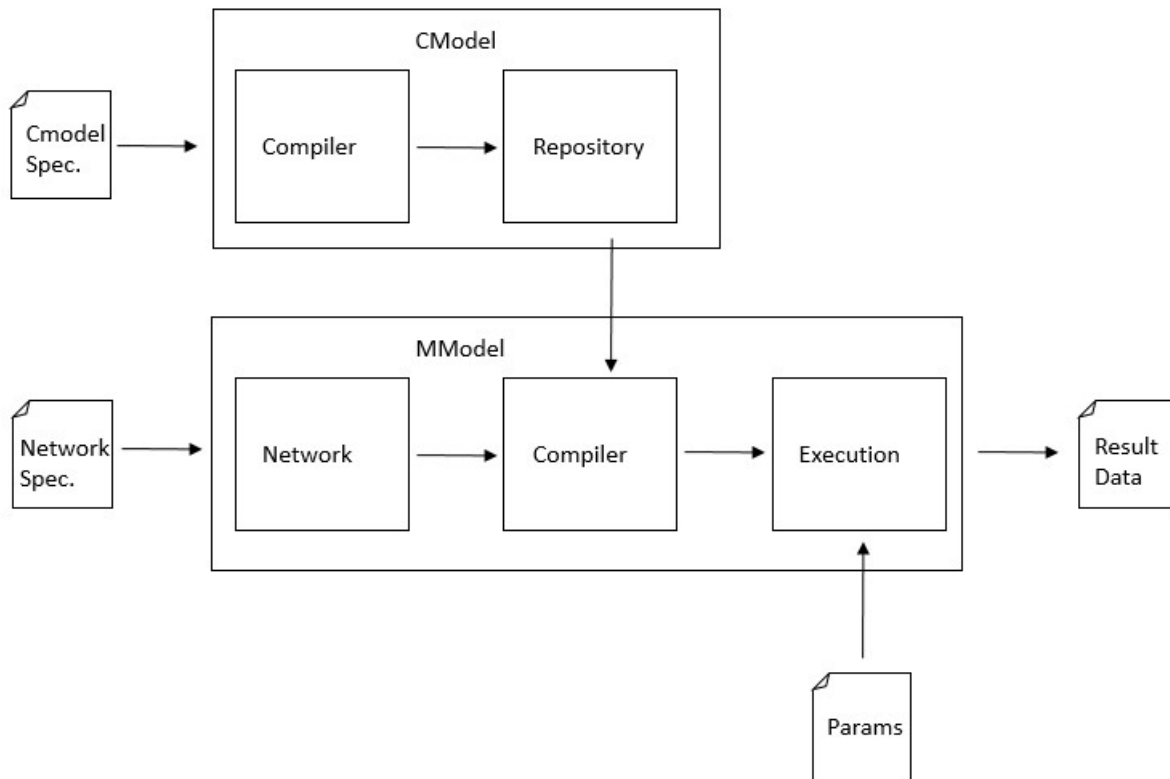 CModel
Cmodel
Spec.
Compiler
Repository
MModel
Network
Spec.
Network
Compiler
Execution
Result
Data
Params